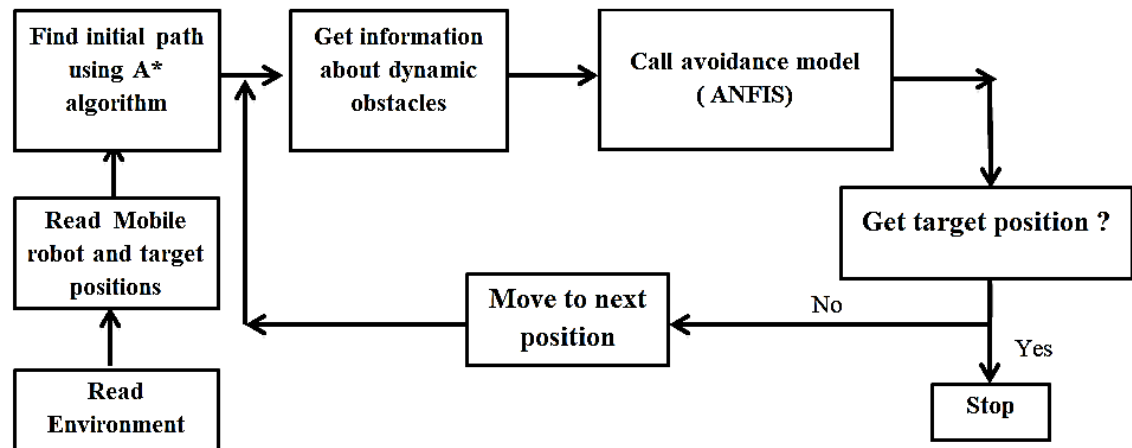 Find initial path
using A*
algorithm
Get information
about dynamic
obstacles
Call avoidance model
( ANFIS)
Read Mobile
robot and target
positions
Get target position ?
Move to next
position
No
Yes
Read
Environment
Stop